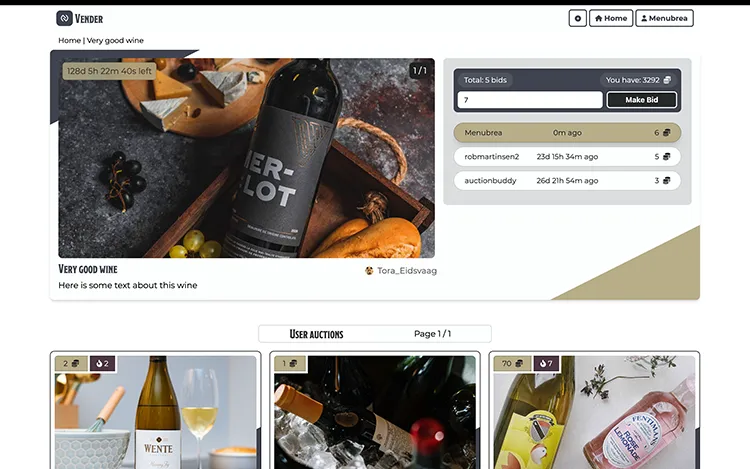 Vender
Home
Menubrea
Home | Very good wine
128d 5h 22m 40s left
1 / 1
MER-
LOT
Total: 5 bids
You have: 3292
7
Make Bid
Menubrea 0m ago 6
robmartinsen2 23d 15h 34m ago 5
auctionbuddy 26d 21h 54m ago 3
Very good wine
Tora_Eidsvaag
Here is some text about this wine
User auctions
Page 1 / 1
2
2
WENTE
1
70
7
FENTIMANS
ROSE
LEMONADE